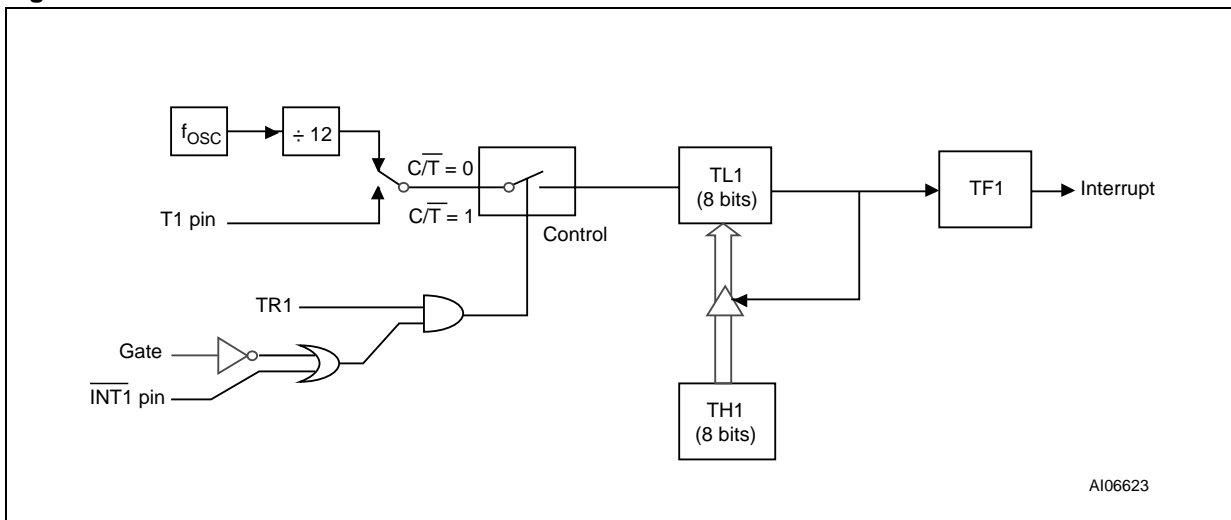 fOSC
÷ 12
C/T̅ = 0
C/T̅ = 1
T1 pin
Control
TL1
(8 bits)
TF1
Interrupt
TR1
Gate
I̅N̅T̅1̅ pin
TH1
(8 bits)
AI06623